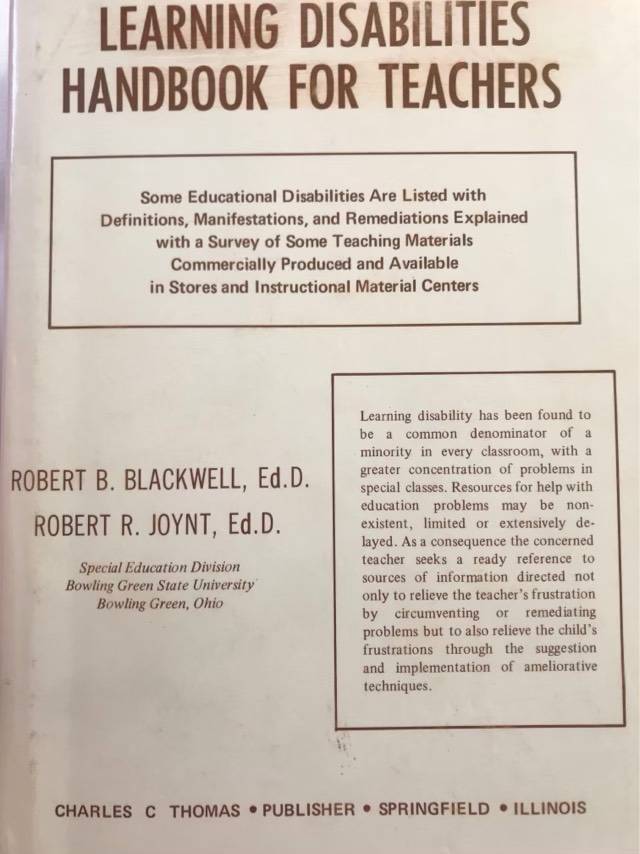 LEARNING DISABILITIES
HANDBOOK FOR TEACHERS
Some Educational Disabilities Are Listed with
Definitions, Manifestations, and Remediations Explained
with a Survey of Some Teaching Materials
Commercially Produced and Available
in Stores and Instructional Material Centers
ROBERT B. BLACKWELL, Ed.D.
ROBERT R. JOYNT, Ed.D.
Special Education Division
Bowling Green State University
Bowling Green, Ohio
Learning disability has been found to
be a common denominator of a
minority in every classroom, with a
greater concentration of problems in
special classes. Resources for help with
education problems may be non-
existent, limited or extensively de-
layed. As a consequence the concerned
teacher seeks a ready reference to
sources of information directed not
only to relieve the teacher's frustration
by circumventing or remediating
problems but to also relieve the child's
frustrations through the suggestion
and implementation of ameliorative
techniques.
CHARLES C THOMAS • PUBLISHER • SPRINGFIELD • ILLINOIS